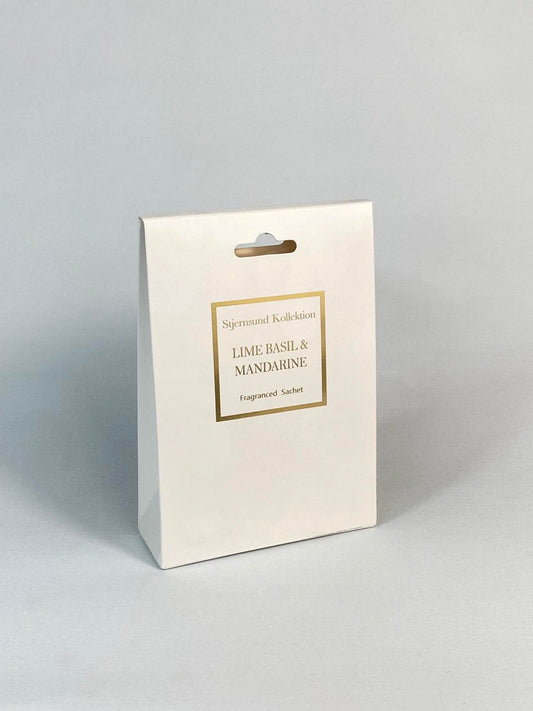 Stjernsund Kollektion
LIME BASIL &
MANDARINE
Fragranced Sachet